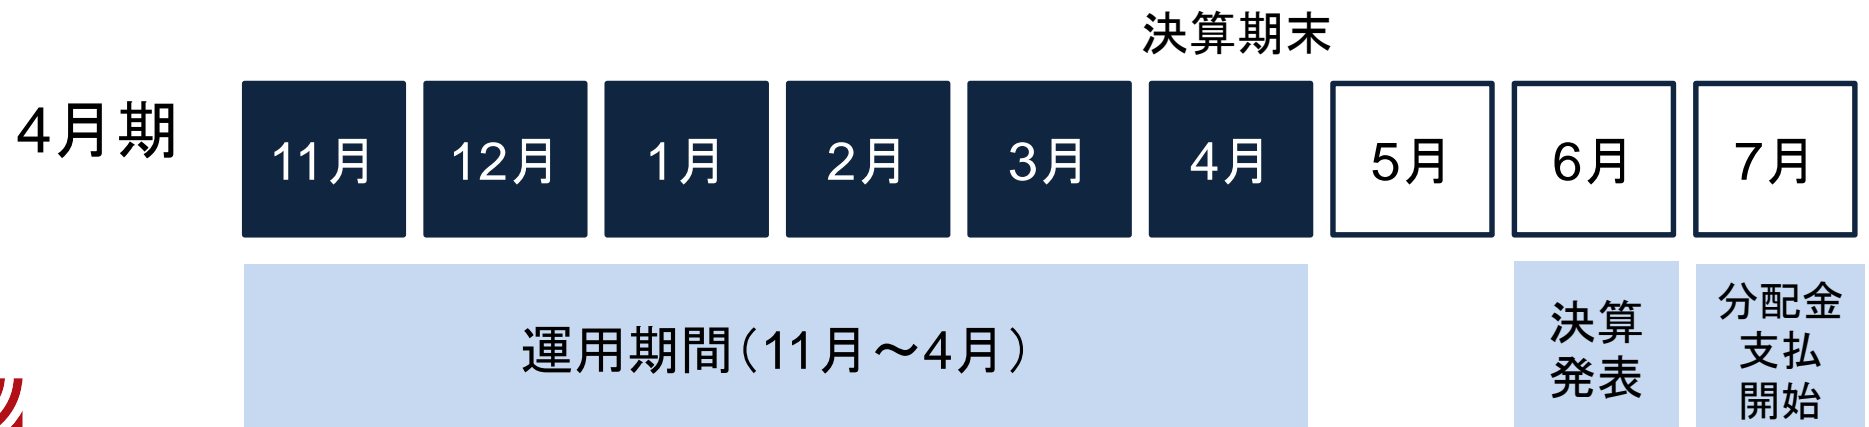 決算期末
4月期
11月 12月 1月 2月 3月 4月 5月 6月 7月
運用期間（11月～4月）
決算
発表
分配金
支払
開始